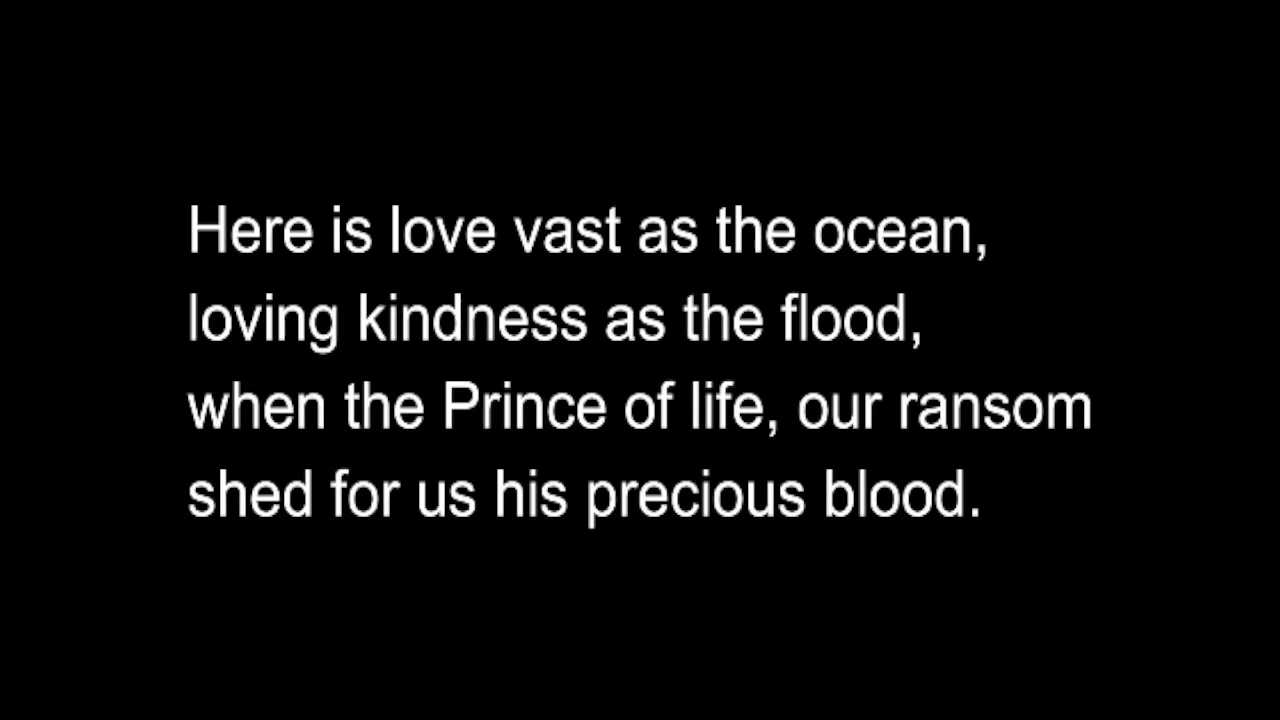 Here is love vast as the ocean,
loving kindness as the flood,
when the Prince of life, our ransom
shed for us his precious blood.